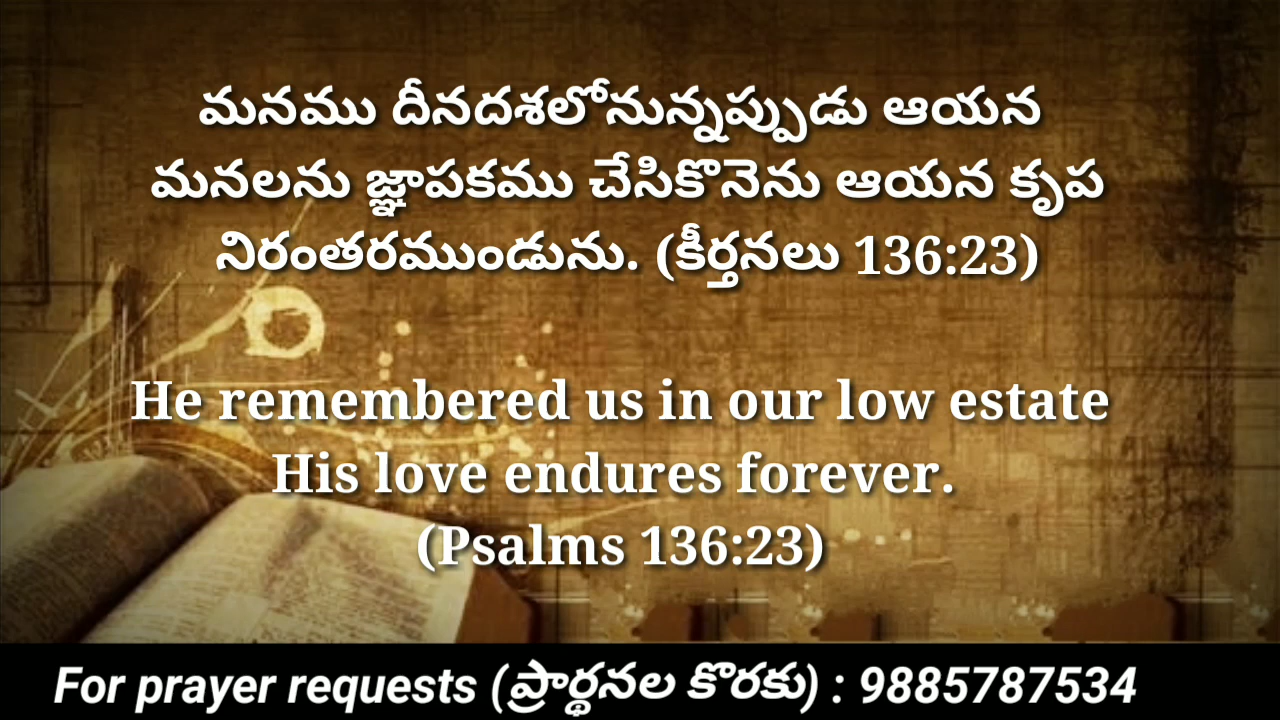 మనము దీనదశలోనున్నప్పుడు ఆయన
మనలను జ్ఞాపకము చేసికొనెను ఆయన కృప
నిరంతరముండును. (కీర్తనలు 136:23)
He remembered us in our low estate
His love endures forever.
(Psalms 136:23)
For prayer requests (ప్రార్థనల కొరకు) : 9885787534